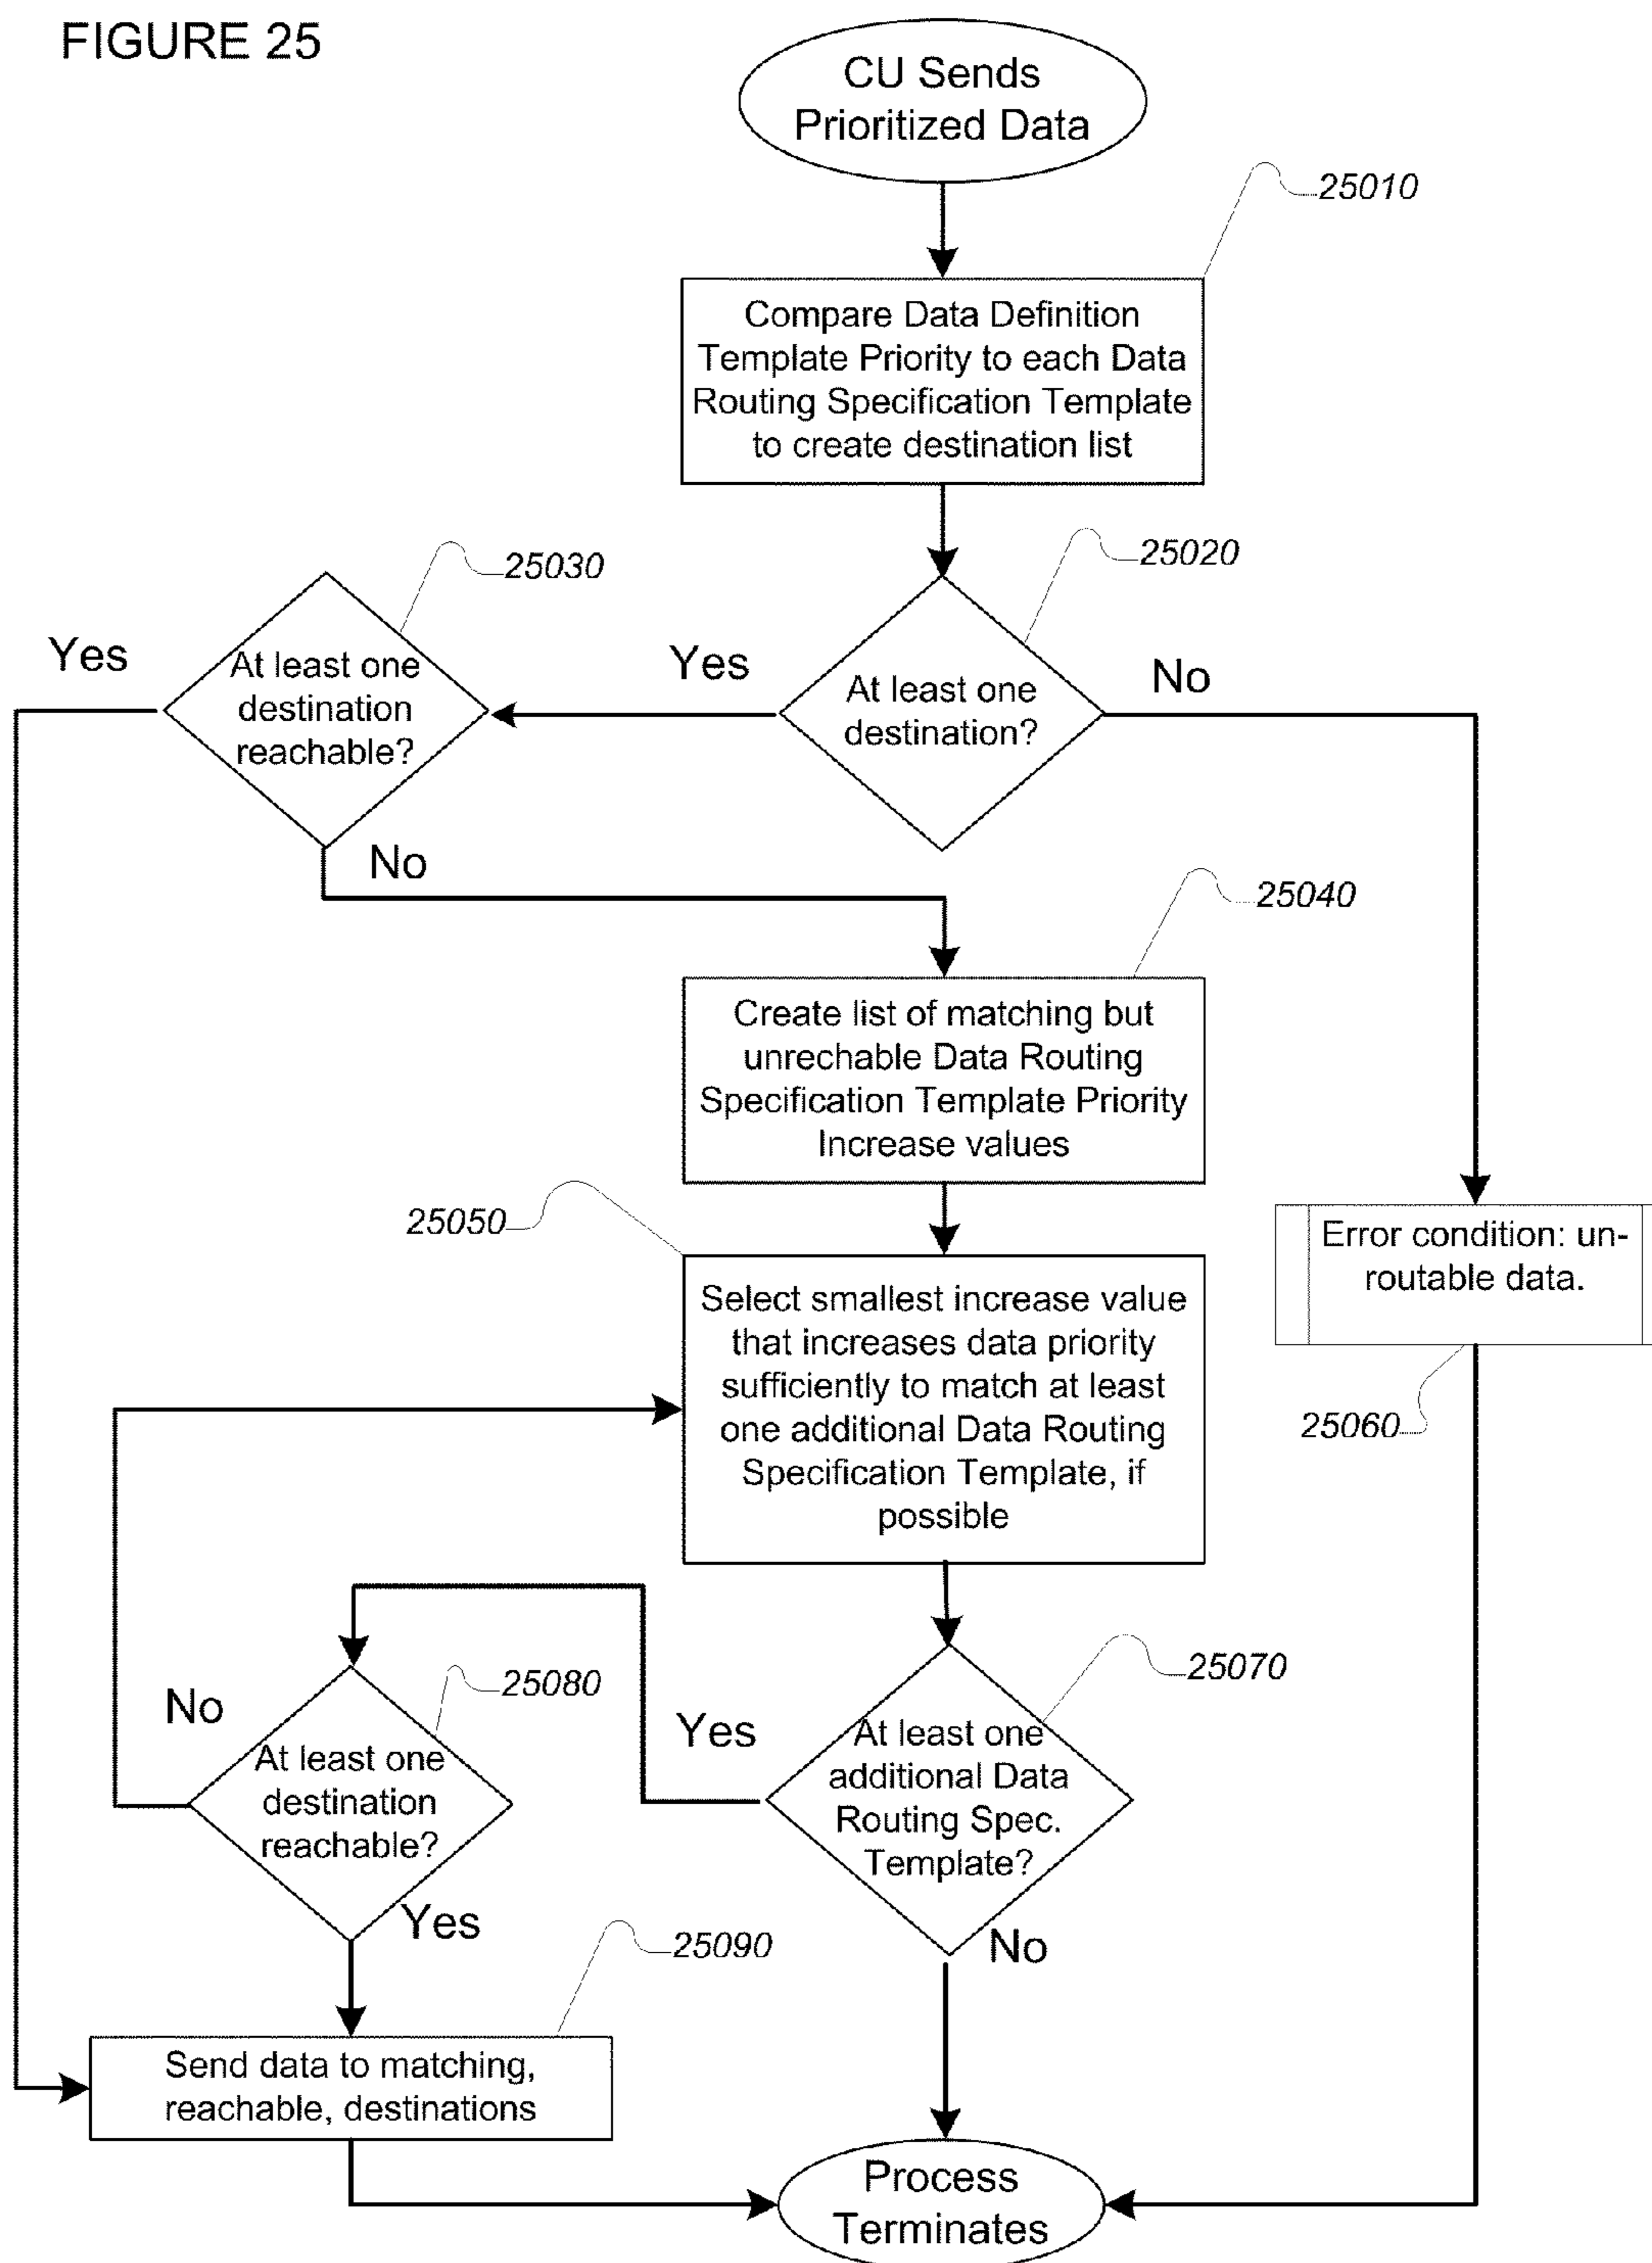 FIGURE 25
CU Sends
Prioritized Data
25010
Compare Data Definition
Template Priority to each Data
Routing Specification Template
to create destination list
25030
25020
Yes
At least one
destination
reachable?
Yes
At least one
destination?
No
No
25040
Create list of matching but
unrechable Data Routing
Specification Template Priority
Increase values
25050
Error condition: un-
routable data.
Select smallest increase value
that increases data priority
sufficiently to match at least
one additional Data Routing
Specification Template, if
possible
25060
25070
25080
No
At least one
destination
reachable?
Yes
At least one
additional Data
Routing Spec.
Template?
Yes
No
25090
Send data to matching,
reachable, destinations
Process
Terminates